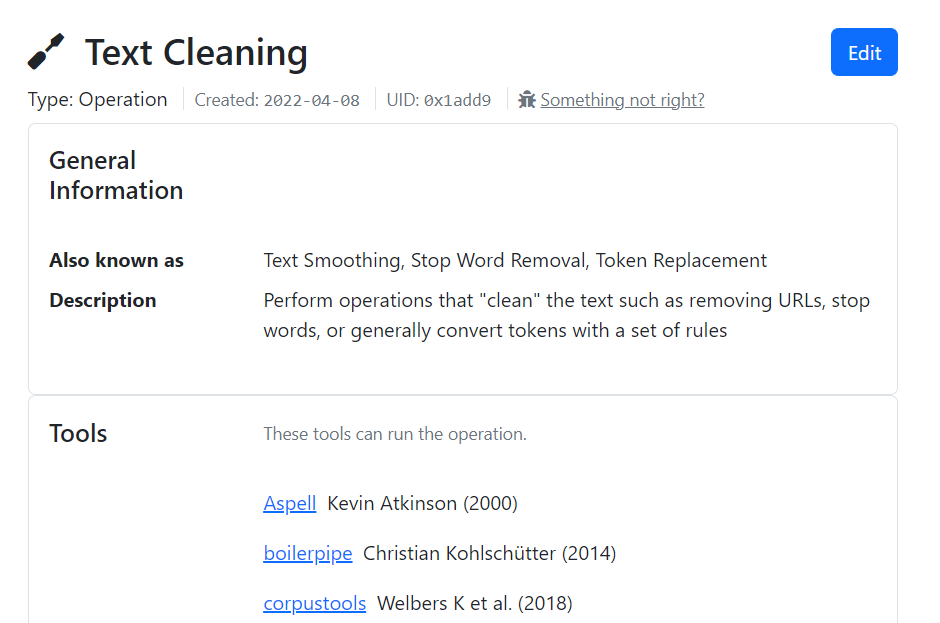 Text Cleaning
Edit
Type: Operation
Created: 2022-04-08
UID: 0x1add9
Something not right?
General
Information
Also known as
Text Smoothing, Stop Word Removal, Token Replacement
Description
Perform operations that "clean" the text such as removing URLs, stop
words, or generally convert tokens with a set of rules
Tools
These tools can run the operation.
Aspell Kevin Atkinson (2000)
boilerpipe Christian Kohlschütter (2014)
corpustools Welbers K et al. (2018)